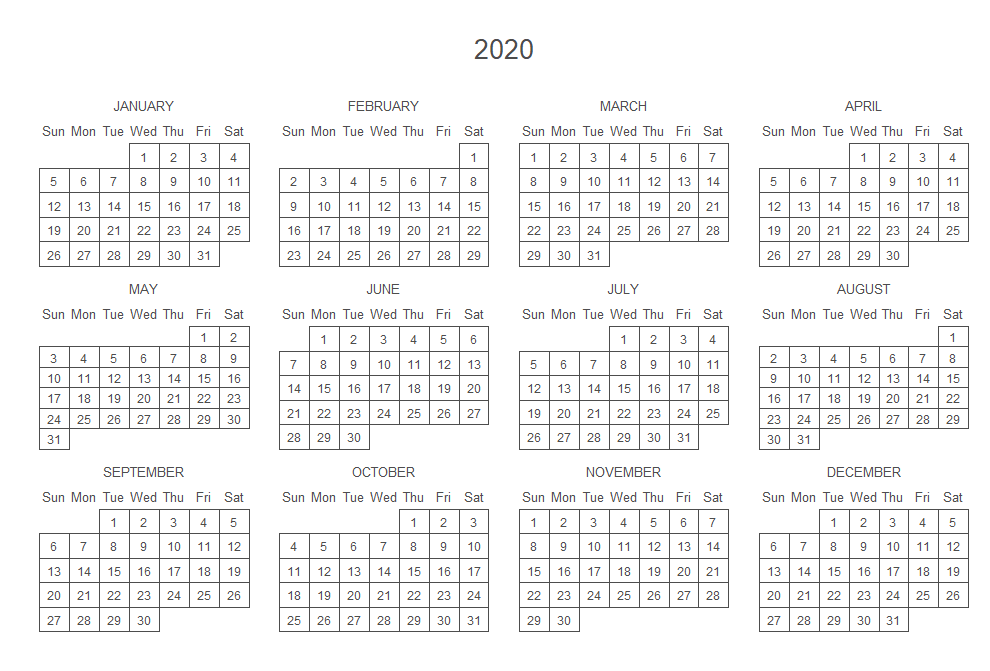 2020
JANUARY FEBRUARY MARCH APRIL
Sun Mon Tue Wed Thu Fri Sat Sun Mon Tue Wed Thu Fri Sat Sun Mon Tue Wed Thu Fri Sat Sun Mon Tue Wed Thu Fri Sat
1 2 3 4 1 1 2 3 4 5 6 7 1 2 3 4
5 6 7 8 9 10 11 2 3 4 5 6 7 8 8 9 10 11 12 13 14 5 6 7 8 9 10 11
12 13 14 15 16 17 18 9 10 11 12 13 14 15 15 16 17 18 19 20 21 12 13 14 15 16 17 18
19 20 21 22 23 24 25 16 17 18 19 20 21 22 22 23 24 25 26 27 28 19 20 21 22 23 24 25
26 27 28 29 30 31 23 24 25 26 27 28 29 29 30 31 26 27 28 29 30
MAY JUNE JULY AUGUST
Sun Mon Tue Wed Thu Fri Sat Sun Mon Tue Wed Thu Fri Sat Sun Mon Tue Wed Thu Fri Sat Sun Mon Tue Wed Thu Fri Sat
1 2 1 2 3 4 5 6 1 2 3 4 1
3 4 5 6 7 8 9 7 8 9 10 11 12 13 5 6 7 8 9 10 11 2 3 4 5 6 7 8
10 11 12 13 14 15 16 14 15 16 17 18 19 20 12 13 14 15 16 17 18 9 10 11 12 13 14 15
17 18 19 20 21 22 23 21 22 23 24 25 26 27 19 20 21 22 23 24 25 16 17 18 19 20 21 22
24 25 26 27 28 29 30 28 29 30 26 27 28 29 30 31 23 24 25 26 27 28 29
31 30 31
SEPTEMBER OCTOBER NOVEMBER DECEMBER
Sun Mon Tue Wed Thu Fri Sat Sun Mon Tue Wed Thu Fri Sat Sun Mon Tue Wed Thu Fri Sat Sun Mon Tue Wed Thu Fri Sat
1 2 3 4 5 1 2 3 1 2 3 4 5 6 7 1 2 3 4 5
6 7 8 9 10 11 12 4 5 6 7 8 9 10 8 9 10 11 12 13 14 6 7 8 9 10 11 12
13 14 15 16 17 18 19 11 12 13 14 15 16 17 15 16 17 18 19 20 21 13 14 15 16 17 18 19
20 21 22 23 24 25 26 18 19 20 21 22 23 24 22 23 24 25 26 27 28 20 21 22 23 24 25 26
27 28 29 30 25 26 27 28 29 30 31 29 30 27 28 29 30 31